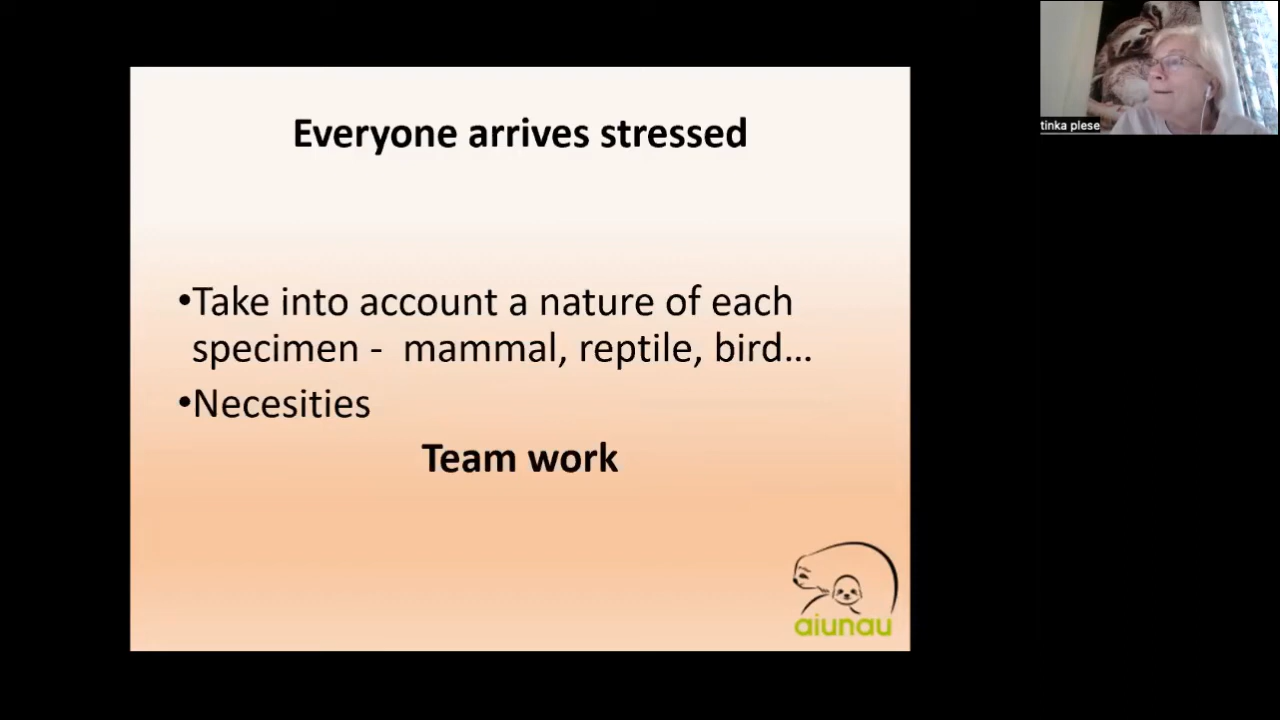 Everyone arrives stressed
•Take into account a nature of each
specimen - mammal, reptile, bird...
•Necesities
Team work
aiunau
tinka plese